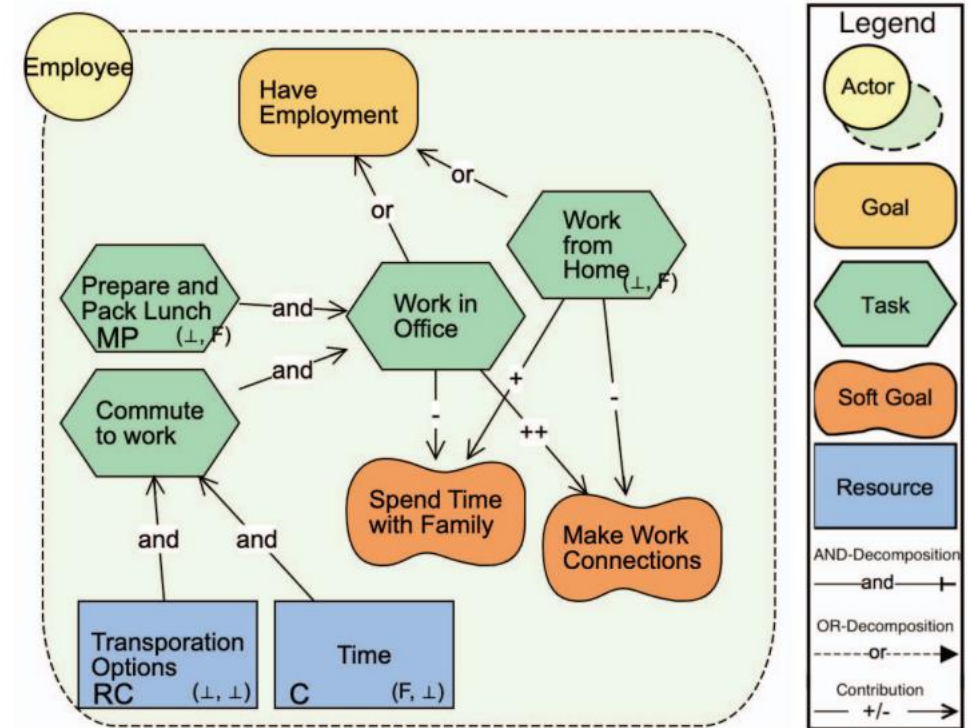 Employee
Have
Employment
or
or
Work
from
Home
(⊥, F)
Prepare and
Pack Lunch
MP
(⊥, F)
and
Work in
Office
and
Commute
to work
-
+
++
-
Spend Time
with Family
Make Work
Connections
and
and
Transporation
Options
RC
(⊥, ⊥)
Time
C
(F, ⊥)
Legend
Actor
Goal
Task
Soft Goal
Resource
AND-Decomposition
and
OR-Decomposition
or
Contribution
+/-